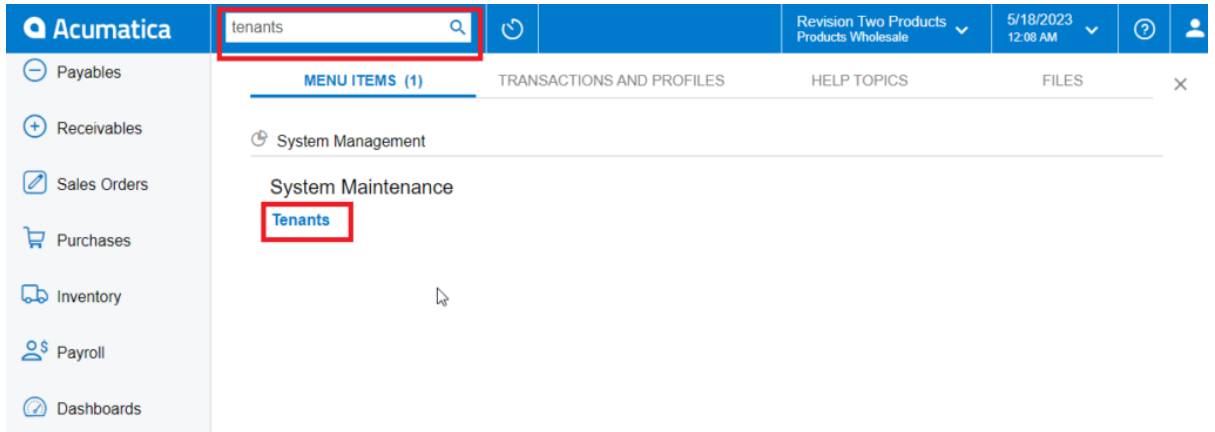 Acumatica
tenants
Revision Two Products
Products Wholesale
5/18/2023
12:08 AM
Payables
Receivables
Sales Orders
Purchases
Inventory
Payroll
Dashboards
MENU ITEMS (1)
TRANSACTIONS AND PROFILES
HELP TOPICS
FILES
System Management
System Maintenance
Tenants